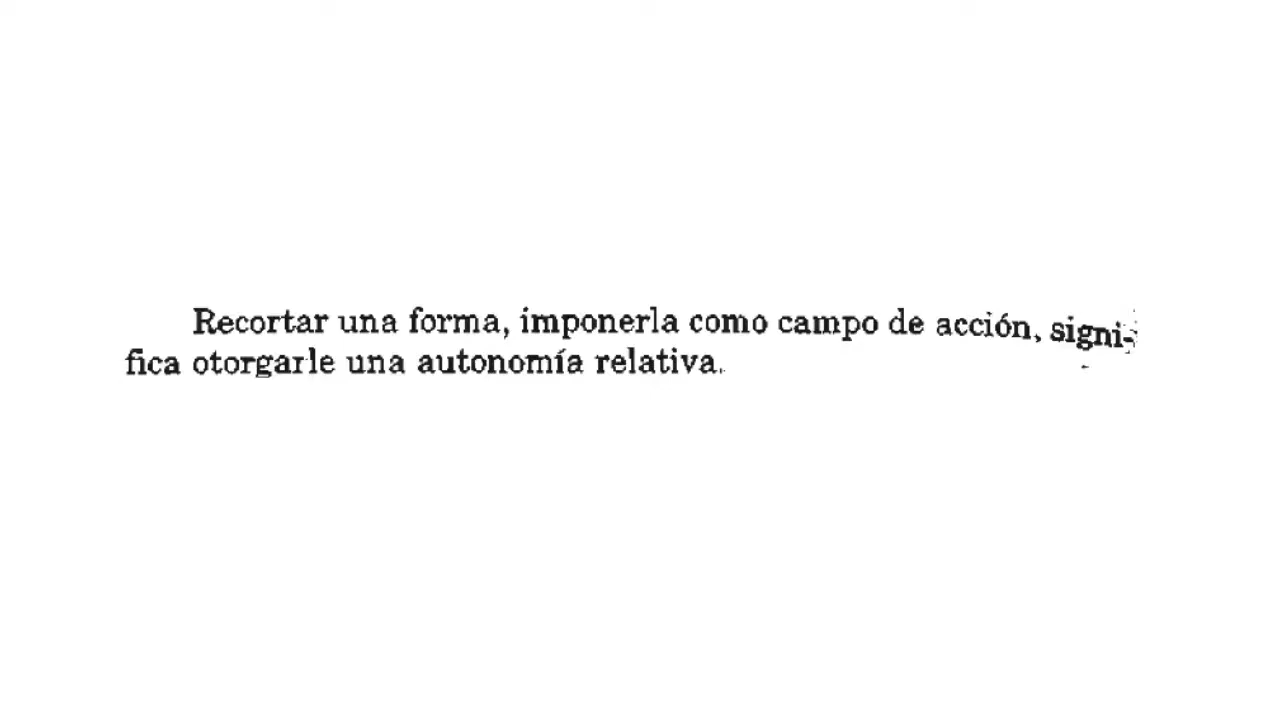 Recortar una forma, imponerla como campo de acción, signi-
fica otorgarle una autonomía relativa.